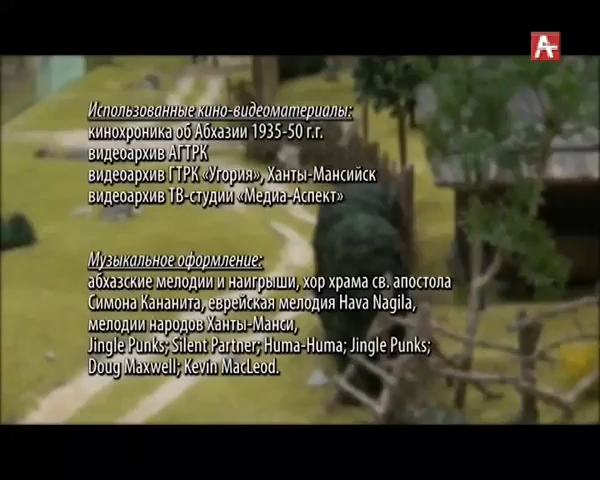 Использованные кино-видеоматериалы:
кинохроника об Абхазии 1935-50 г.г.
видеоархив АГТРК
видеоархив ГТРК «Угория», Ханты-Мансийск
видеоархив ТВ-студии «Медиа-Аспект»
Музыкальное оформление:
абхазские мелодии и наигрыши, хор храма св. апостола
Симона Кананита, еврейская мелодия Hava Nagila,
мелодии народов Ханты-Манси,
Jingle Punks; Silent Partner; Huma-Huma; Jingle Punks;
Doug Maxwell; Kevin MacLeod.